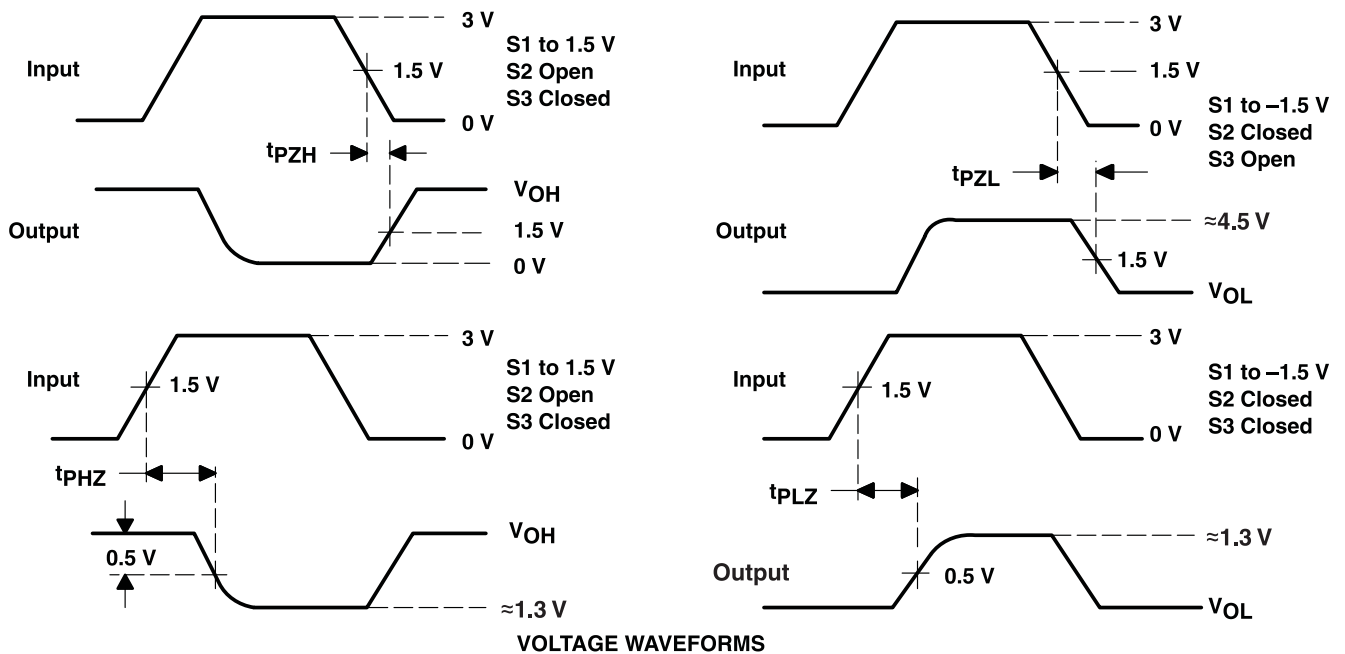 3 V
Input
1.5 V
S1 to 1.5 V
S2 Open
S3 Closed
0 V
tPZH
Output
VOH
1.5 V
0 V
3 V
Input
1.5 V
0 V
S1 to –1.5 V
S2 Closed
S3 Open
tPZL
Output
≈4.5 V
1.5 V
VOL
3 V
Input
1.5 V
S1 to 1.5 V
S2 Open
S3 Closed
0 V
tPHZ
0.5 V
VOH
≈1.3 V
3 V
Input
1.5 V
S1 to –1.5 V
S2 Closed
S3 Closed
0 V
tPLZ
Output
≈1.3 V
0.5 V
VOL
VOLTAGE WAVEFORMS